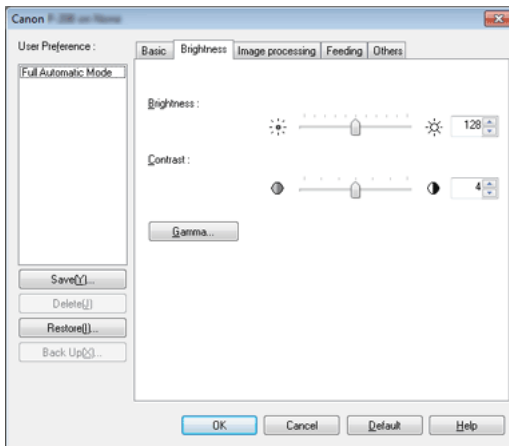 Canon
User Preference :
Full Automatic Mode
Save(Y)...
Delete(J)
Restore(I)...
Back Up(X)...
Basic Brightness Image processing Feeding Others
Brightness :
128
Contrast :
4
Gamma...
OK Cancel Default Help